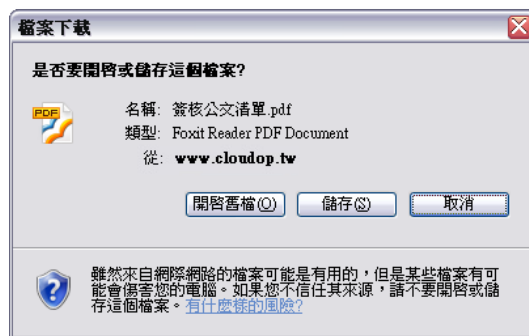 檔案下載
是否要開啓或儲存這個檔案?
PDF
名稱: 簽核公文清單.pdf
類型: Foxit Reader PDF Document
從: www.cloudop.tw
開啓舊檔(O) 儲存(S) 取消
雖然來自網際網路的檔案可能是有用的，但是某些檔案有可
能會傷害您的電腦。如果您不信任其來源，請不要開啓或儲
存這個檔案。有什麼樣的風險?